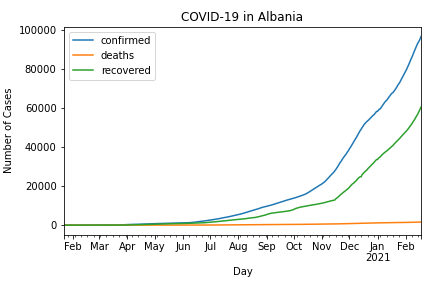 COVID-19 in Albania
confirmed
deaths
recovered
Number of Cases
100000
80000
60000
40000
20000
0
Feb Mar Apr May Jun Jul Aug Sep Oct Nov Dec Jan Feb
2021
Day